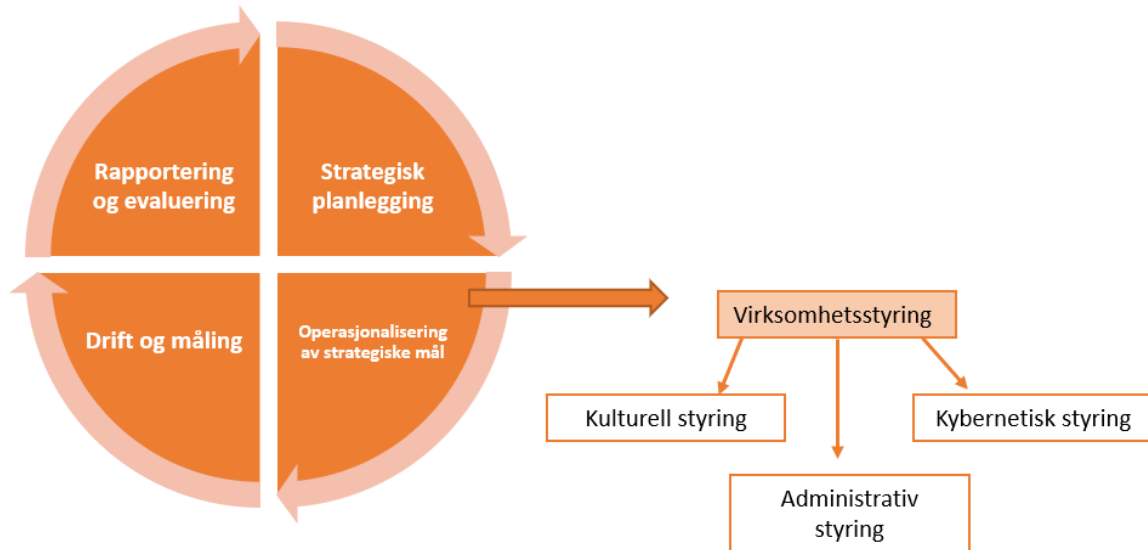 Rapportering
og evaluering
Strategisk
planlegging
Drift og måling
Operasjonalisering
av strategiske mål
Virksomhetsstyring
Kulturell styring
Kybernetisk styring
Administrativ
styring